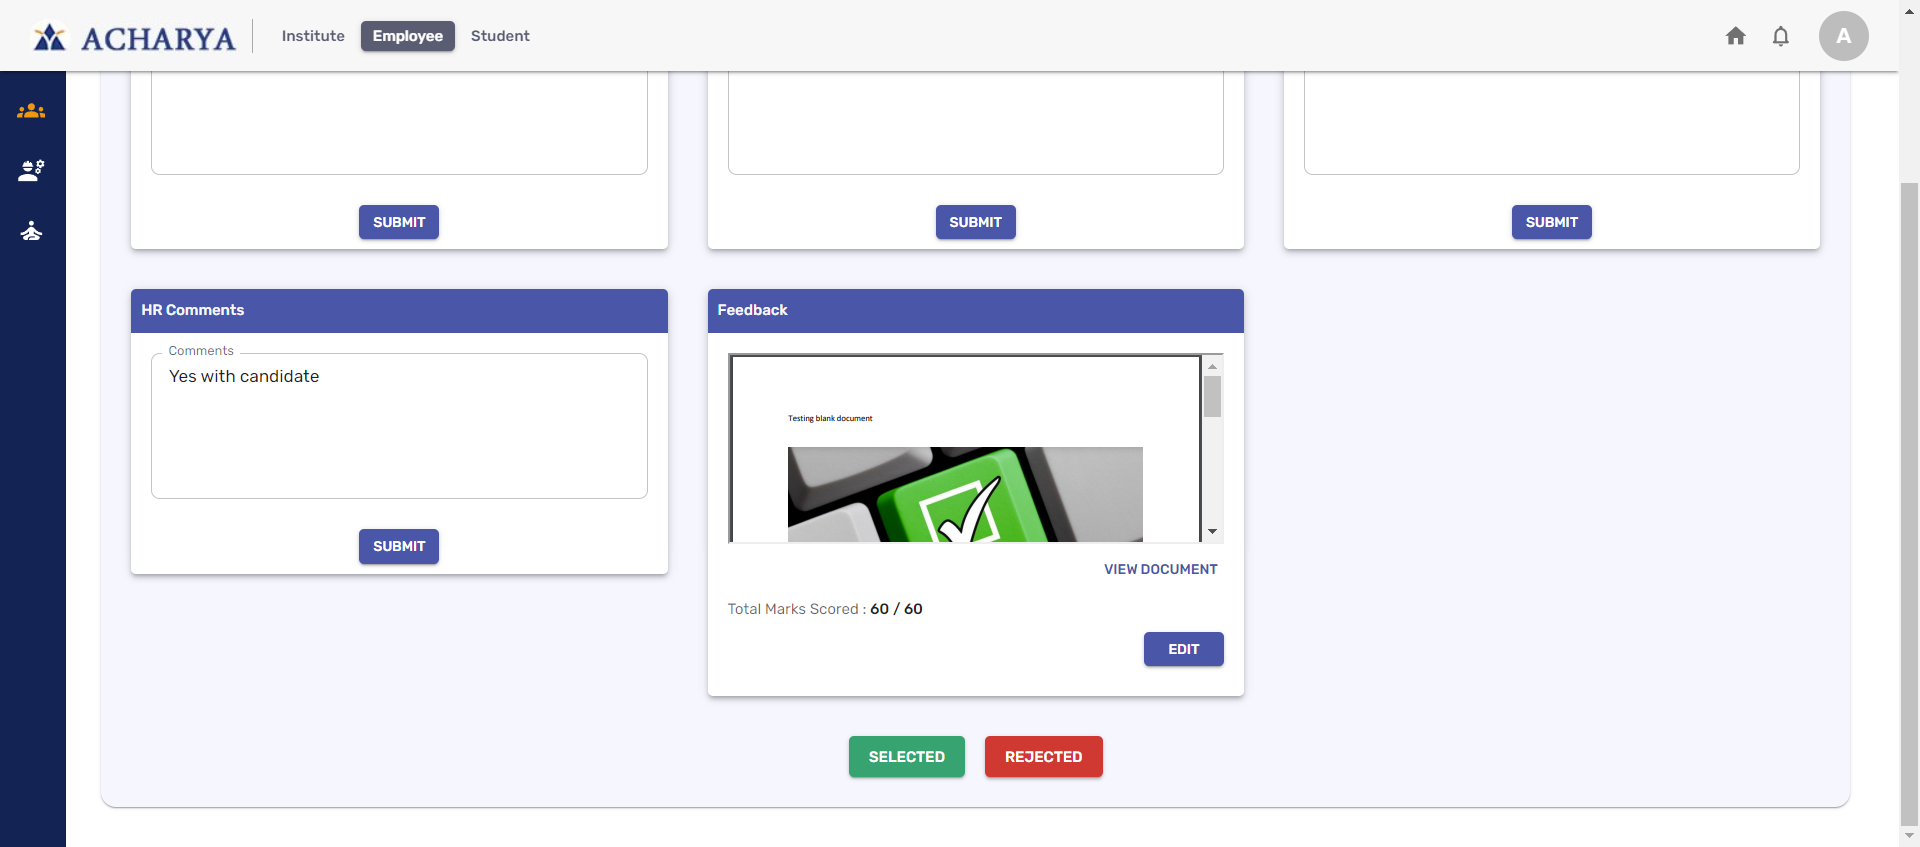 ACHARYA
Institute
Employee
Student
A
SUBMIT
SUBMIT
SUBMIT
HR Comments
Comments
Yes with candidate
SUBMIT
Feedback
Testing blank document
VIEW DOCUMENT
Total Marks Scored : 60 / 60
EDIT
SELECTED
REJECTED